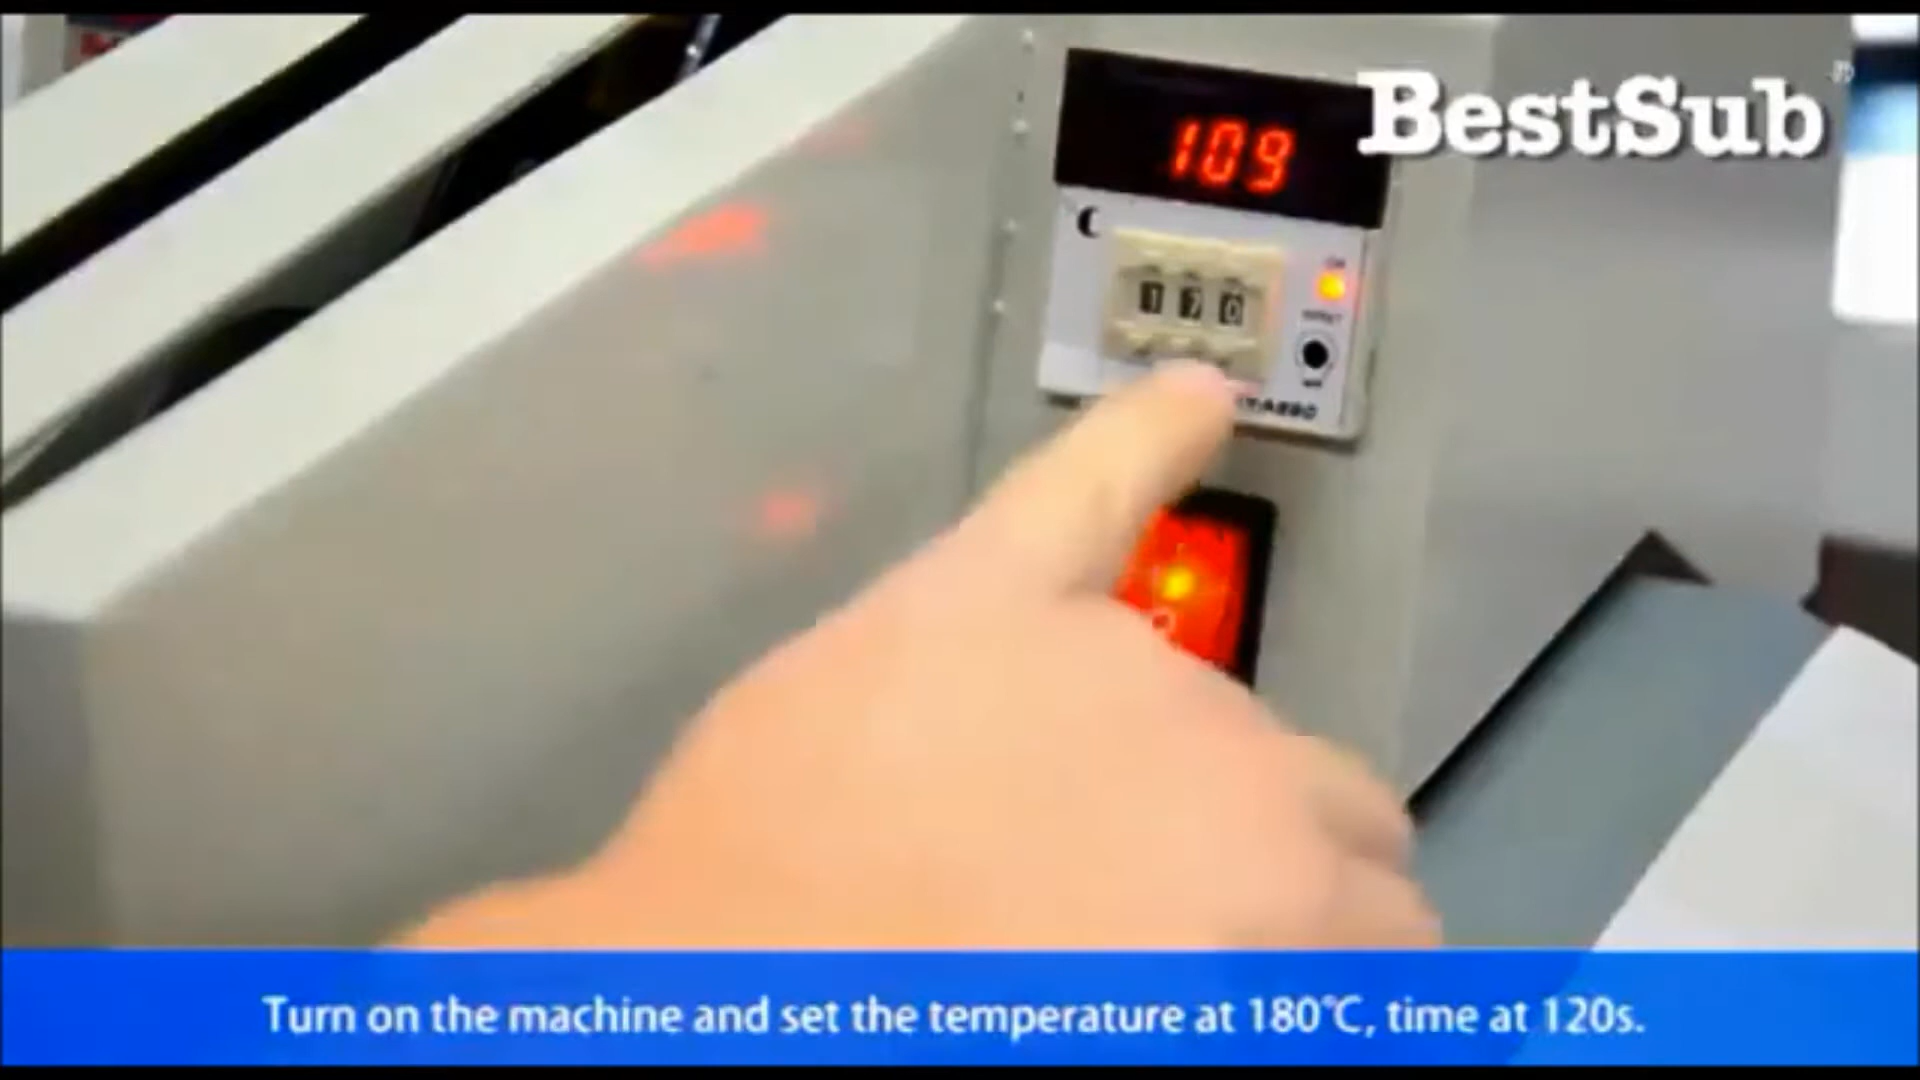 BestSub
109
170
Turn on the machine and set the temperature at 180℃, time at 120s.